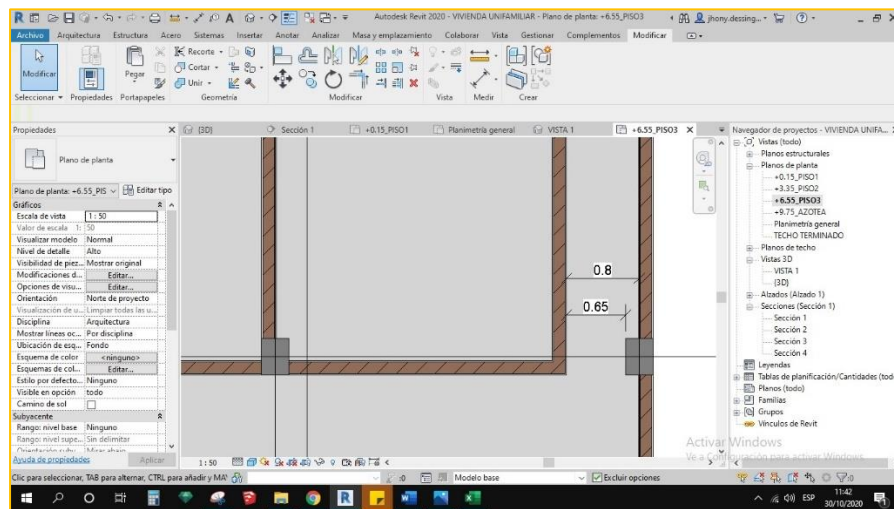 Autodesk Revit 2020 - VIVIENDA UNIFAMILIAR - Plano de planta: +6.55_PISO3
jhony.dessing...
Archivo Arquitectura Estructura Acero Sistemas Insertar Anotar Analizar Masa y emplazamiento Colaborar Vista Gestionar Complementos Modificar
Modificar
Pegar
Recorte
Cortar
Unir
Seleccionar Propiedades Portapapeles Geometría Modificar Vista Medir Crear
Propiedades
{3D} Sección 1 +0.15_PISO1 Planimetría general VISTA 1 +6.55_PISO3
Plano de planta
Plano de planta: +6.55_PIS Editar tipo
Gráficos
Escala de vista 1 : 50
Valor de escala 1: 50
Visualizar modelo Normal
Nivel de detalle Alto
Visibilidad de piez... Mostrar original
Modificaciones d... Editar...
Opciones de visu... Editar...
Orientación Norte de proyecto
Visualización de u... Limpiar todas las u...
Disciplina Arquitectura
Mostrar líneas oc... Por disciplina
Ubicación de esq... Fondo
Esquema de color <ninguno>
Esquemas de col... Editar...
Estilo por defecto... Ninguno
Visible en opción todo
Camino de sol
Subyacente
Rango: nivel base Ninguno
Rango: nivel supe... Sin delimitar
Ayuda de propiedades Aplicar
0.8
0.65
Navegador de proyectos - VIVIENDA UNIFA...
Vistas (todo)
Planos estructurales
Planos de planta
+0.15_PISO1
+3.35_PISO2
+6.55_PISO3
+9.75_AZOTEA
Planimetría general
TECHO TERMINADO
Planos de techo
Vistas 3D
VISTA 1
{3D}
Alzados (Alzado 1)
Secciones (Sección 1)
Sección 1
Sección 2
Sección 3
Sección 4
Leyendas
Tablas de planificación/Cantidades (tod
Planos (todo)
Familias
Grupos
Vínculos de Revit
Activar Windows
1 : 50
Clic para seleccionar, TAB para alternar, CTRL para añadir y MAY
:0
Modelo base
Excluir opciones
ESP
11:42
30/10/2020